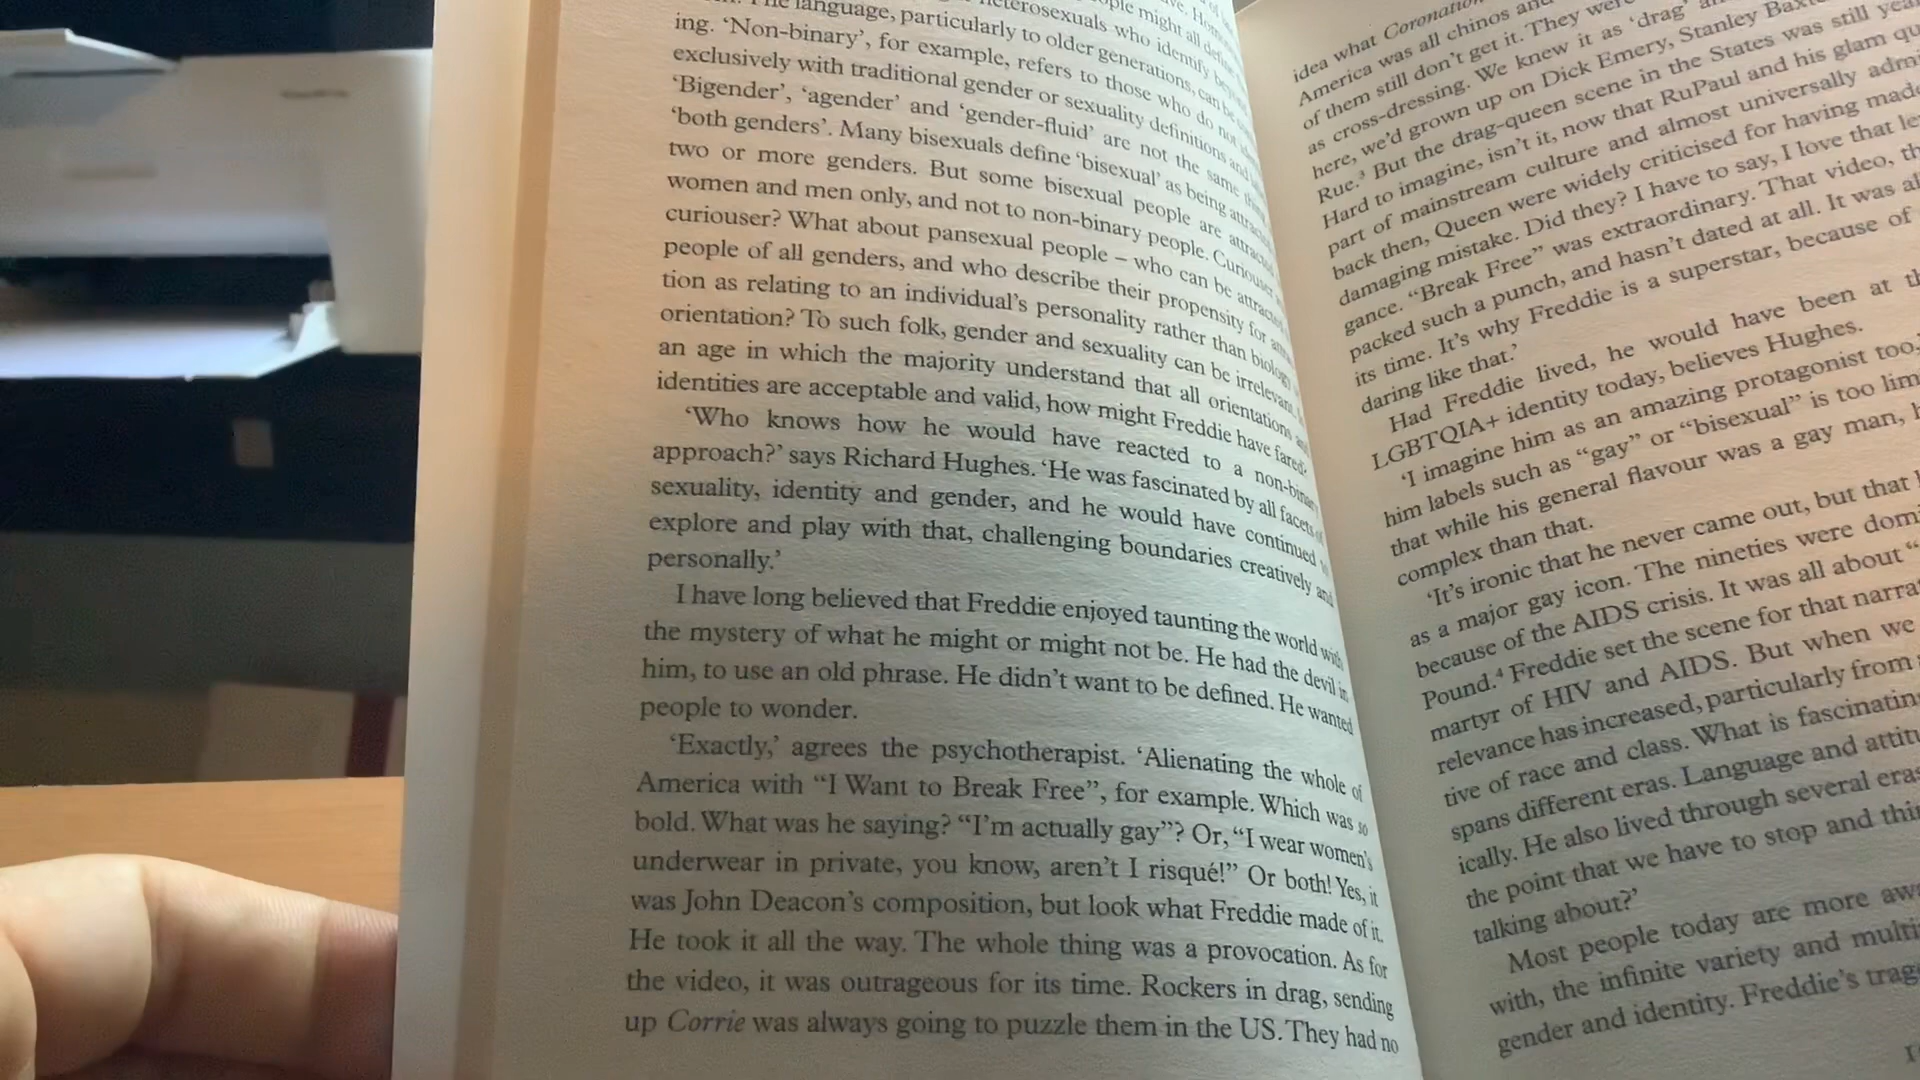 The language, particularly to older generations, can be
ing. ‘Non-binary’, for example, refers to those who do not
exclusively with traditional gender or sexuality definitions and
‘Bigender’, ‘agender’ and ‘gender-fluid’ are not the same thing
‘both genders’. Many bisexuals define ‘bisexual’ as being attracted
two or more genders. But some bisexual people are attracted
women and men only, and not to non-binary people. Curiouser
curiouser? What about pansexual people – who can be attracted
people of all genders, and who describe their propensity for
tion as relating to an individual’s personality rather than biology
orientation? To such folk, gender and sexuality can be irrelevant.
an age in which the majority understand that all orientations and
identities are acceptable and valid, how might Freddie have fared?
‘Who knows how he would have reacted to a non-binary
approach?’ says Richard Hughes. ‘He was fascinated by all facets of
sexuality, identity and gender, and he would have continued to
explore and play with that, challenging boundaries creatively and
personally.’
I have long believed that Freddie enjoyed taunting the world with
the mystery of what he might or might not be. He had the devil in
him, to use an old phrase. He didn’t want to be defined. He wanted
people to wonder.
‘Exactly,’ agrees the psychotherapist. ‘Alienating the whole of
America with “I Want to Break Free”, for example. Which was so
bold. What was he saying? “I’m actually gay”? Or, “I wear women’s
underwear in private, you know, aren’t I risqué!” Or both! Yes, it
was John Deacon’s composition, but look what Freddie made of it.
He took it all the way. The whole thing was a provocation. As for
the video, it was outrageous for its time. Rockers in drag, sending
up Corrie was always going to puzzle them in the US. They had no
idea what Coronation
America was all chinos and
of them still don’t get it. They were
as cross-dressing. We knew it as ‘drag’
here, we’d grown up on Dick Emery, Stanley Baxter
Rue.³ But the drag-queen scene in the States was still
Hard to imagine, isn’t it, now that RuPaul and his glam
part of mainstream culture and almost universally
back then, Queen were widely criticised for having made
damaging mistake. Did they? I have to say, I love that
gance. “Break Free” was extraordinary. That video,
packed such a punch, and hasn’t dated at all. It was
its time. It’s why Freddie is a superstar, because of
daring like that.’
Had Freddie lived, he would have been at
LGBTQIA+ identity today, believes Hughes.
‘I imagine him as an amazing protagonist too,
him labels such as “gay” or “bisexual” is too
that while his general flavour was a gay man,
complex than that.
‘It’s ironic that he never came out, but that
as a major gay icon. The nineties were
because of the AIDS crisis. It was all about
Pound.⁴ Freddie set the scene for that
martyr of HIV and AIDS. But when we
relevance has increased, particularly from
tive of race and class. What is fascinating
spans different eras. Language and
ically. He also lived through several eras
the point that we have to stop and
talking about?’
Most people today are more
with, the infinite variety and
gender and identity. Freddie’s